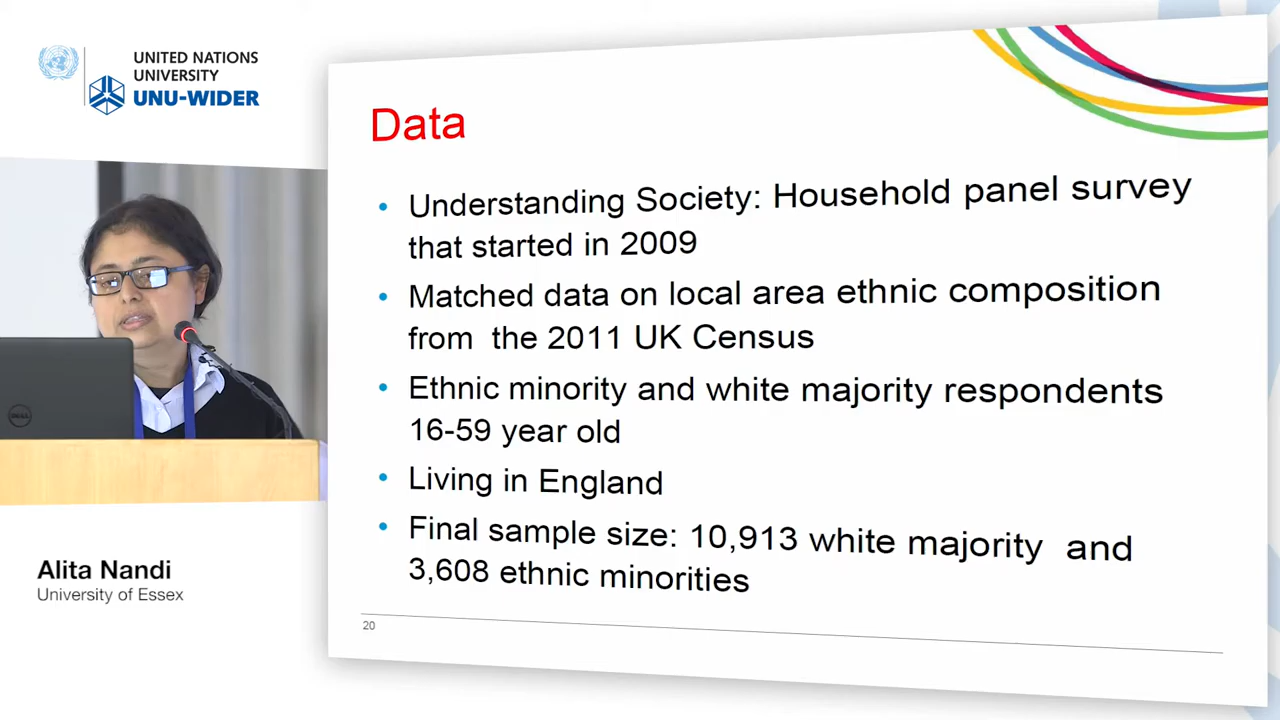 UNITED NATIONS
UNIVERSITY
UNU-WIDER
Data
• Understanding Society: Household panel survey
that started in 2009
• Matched data on local area ethnic composition
from the 2011 UK Census
• Ethnic minority and white majority respondents
16-59 year old
• Living in England
• Final sample size: 10,913 white majority and
3,608 ethnic minorities
20
DELL
Alita Nandi
University of Essex